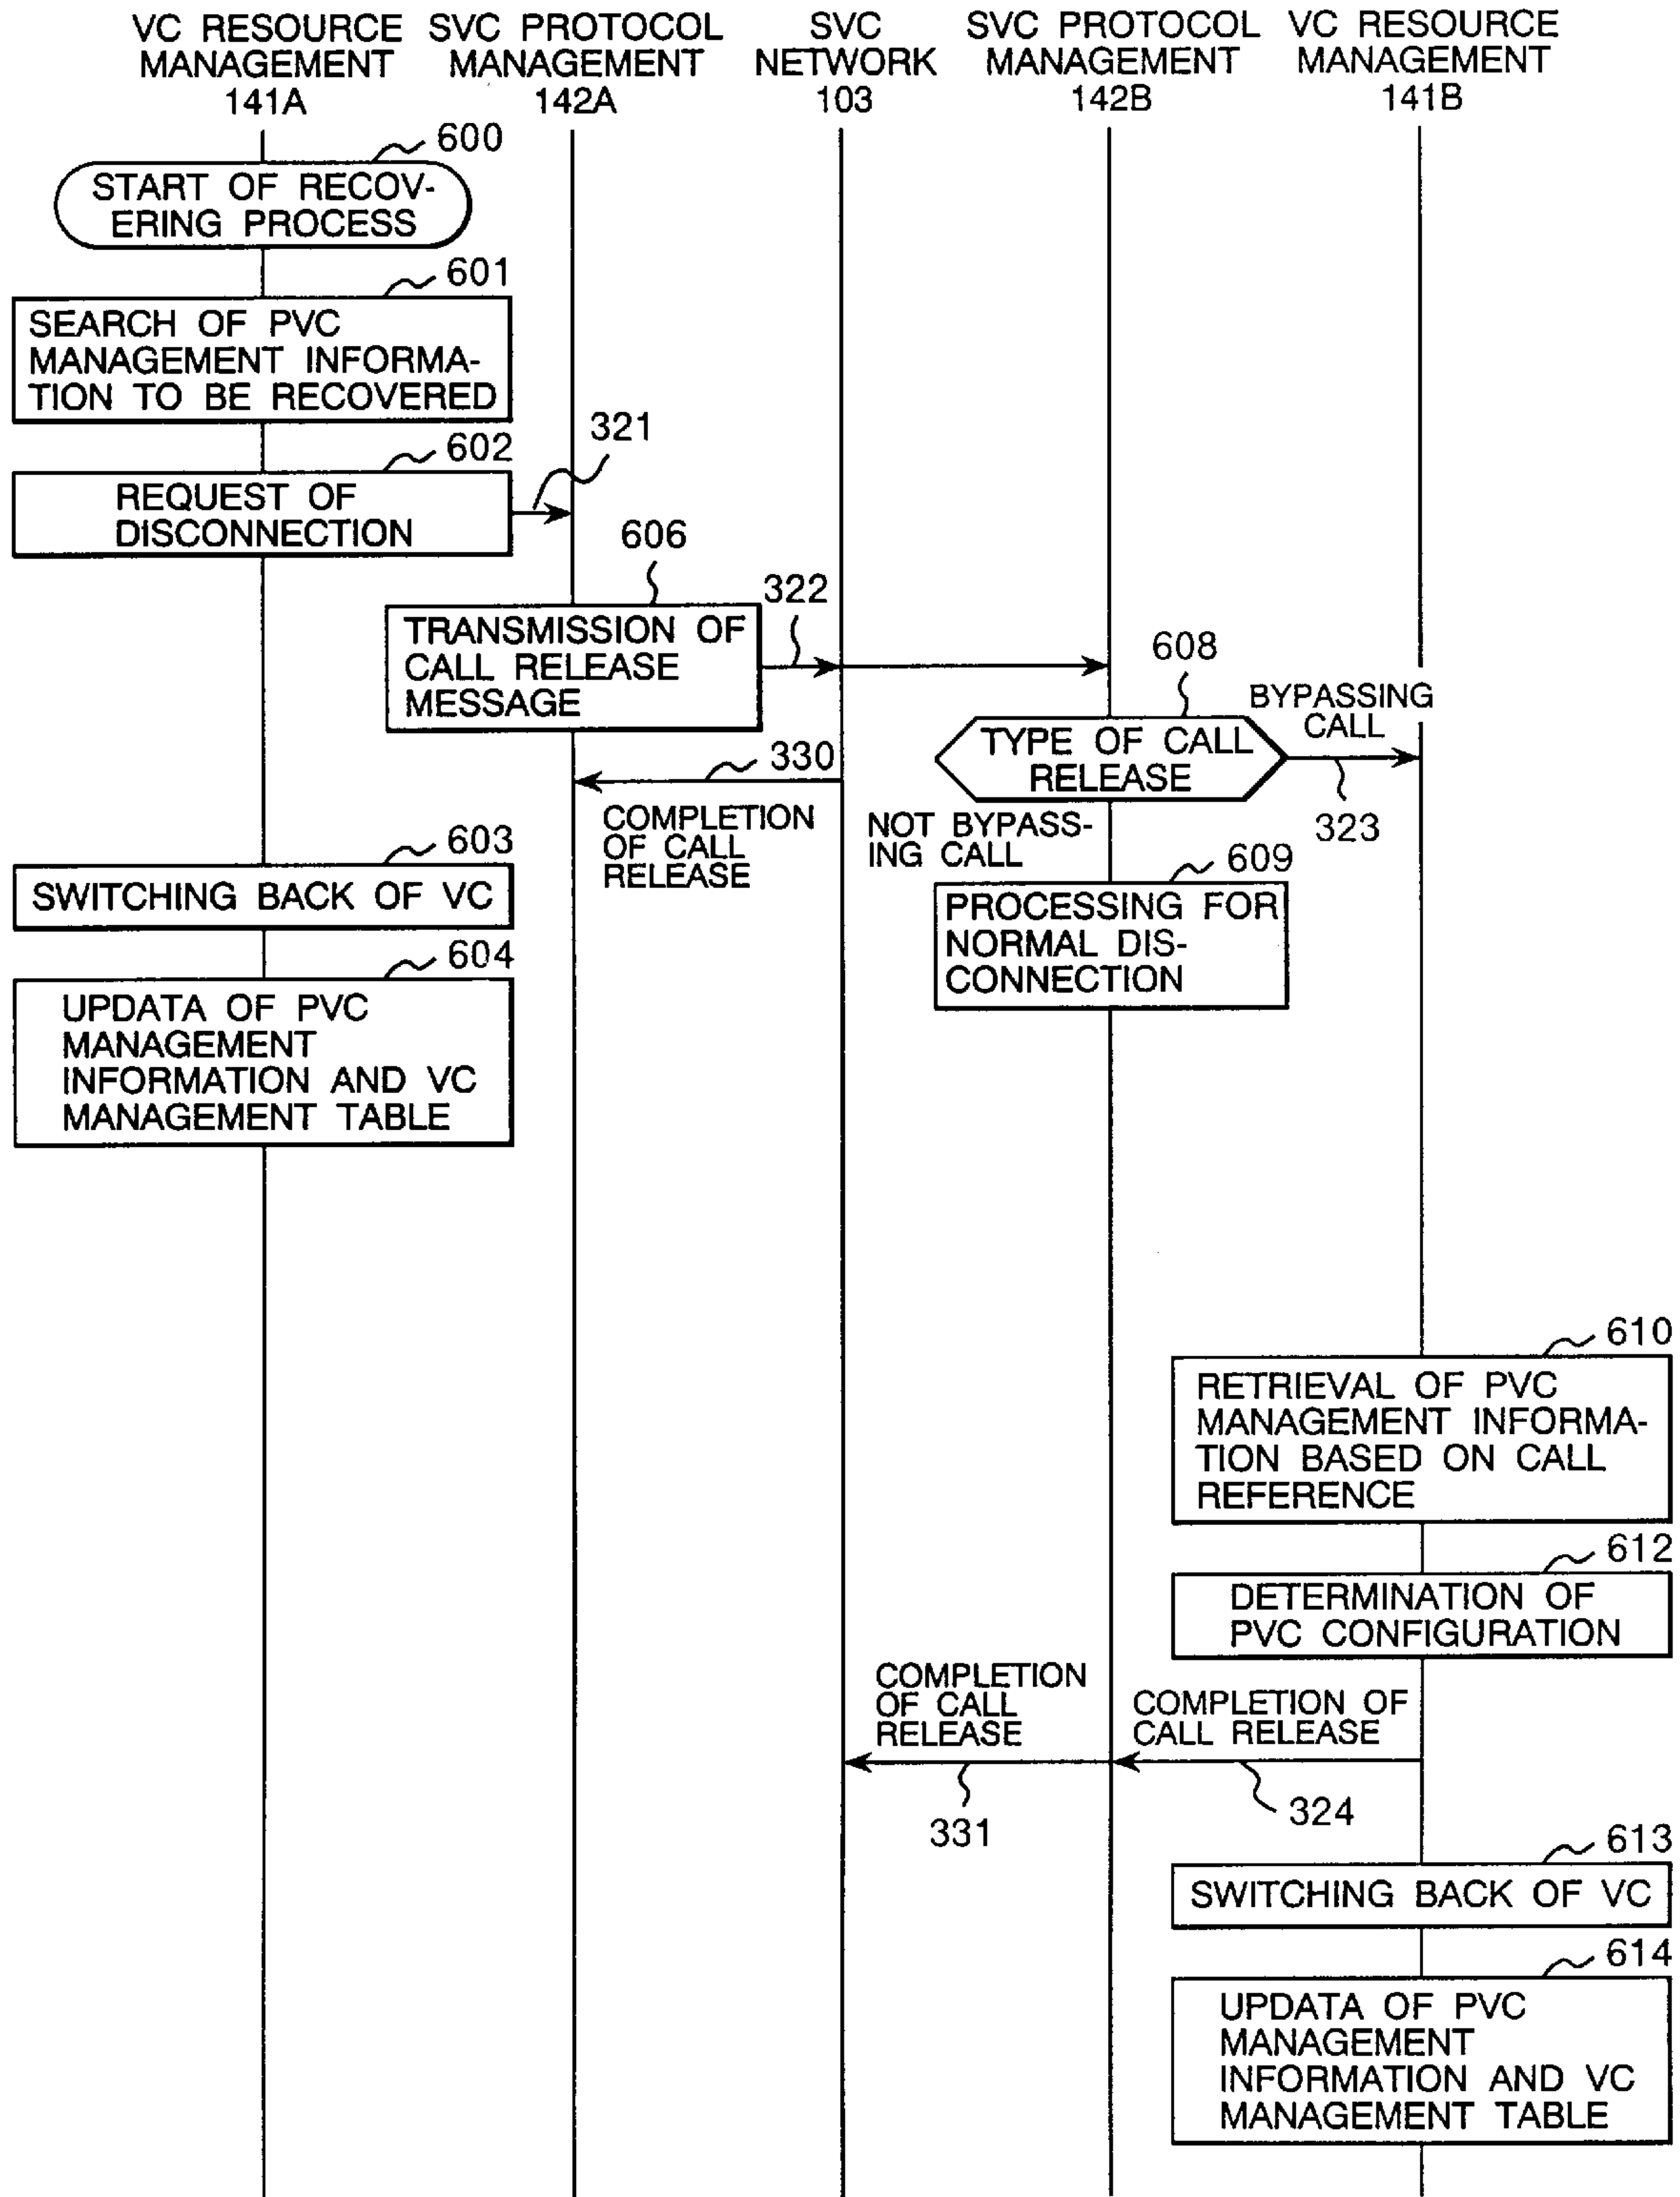 VC RESOURCE
MANAGEMENT
141A
SVC PROTOCOL
MANAGEMENT
142A
SVC
NETWORK
103
SVC PROTOCOL
MANAGEMENT
142B
VC RESOURCE
MANAGEMENT
141B
600
START OF RECOV-
ERING PROCESS
601
SEARCH OF PVC
MANAGEMENT INFORMA-
TION TO BE RECOVERED
602
321
REQUEST OF
DISCONNECTION
606
322
TRANSMISSION OF
CALL RELEASE
MESSAGE
608
BYPASSING
CALL
TYPE OF CALL
RELEASE
323
330
COMPLETION
OF CALL
RELEASE
NOT BYPASS-
ING CALL
603
SWITCHING BACK OF VC
609
PROCESSING FOR
NORMAL DIS-
CONNECTION
604
UPDATA OF PVC
MANAGEMENT
INFORMATION AND VC
MANAGEMENT TABLE
610
RETRIEVAL OF PVC
MANAGEMENT INFORMA-
TION BASED ON CALL
REFERENCE
612
DETERMINATION OF
PVC CONFIGURATION
COMPLETION
OF CALL
RELEASE
COMPLETION OF
CALL RELEASE
331
324
613
SWITCHING BACK OF VC
614
UPDATA OF PVC
MANAGEMENT
INFORMATION AND VC
MANAGEMENT TABLE